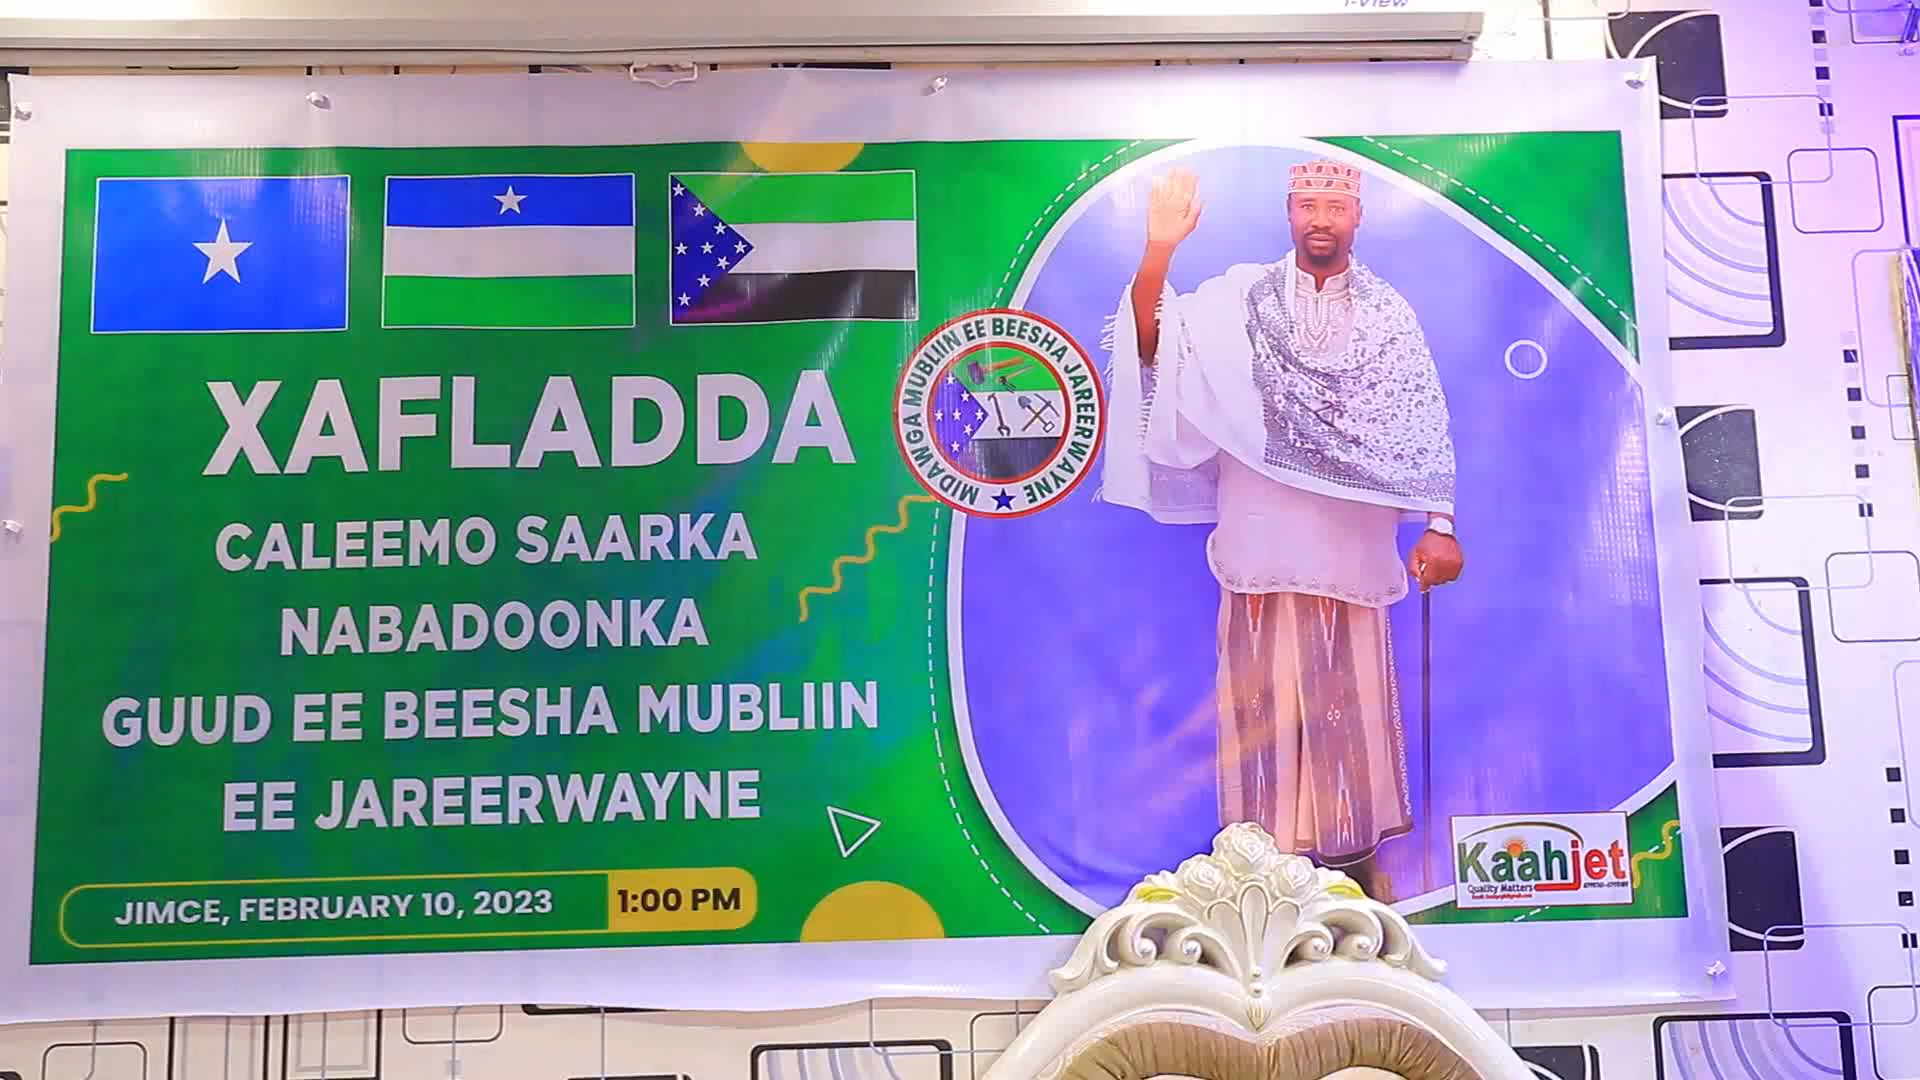 i-View
XAFLADDA
CALEEMO SAARKA
NABADOONKA
GUUD EE BEESHA MUBLIIN
EE JAREERWAYNE
JIMCE, FEBRUARY 10, 2023
1:00 PM
MIDAWGA MUBLIIN EE BEESHA JAREERWAYNE
Kaahjet
Quality Matters